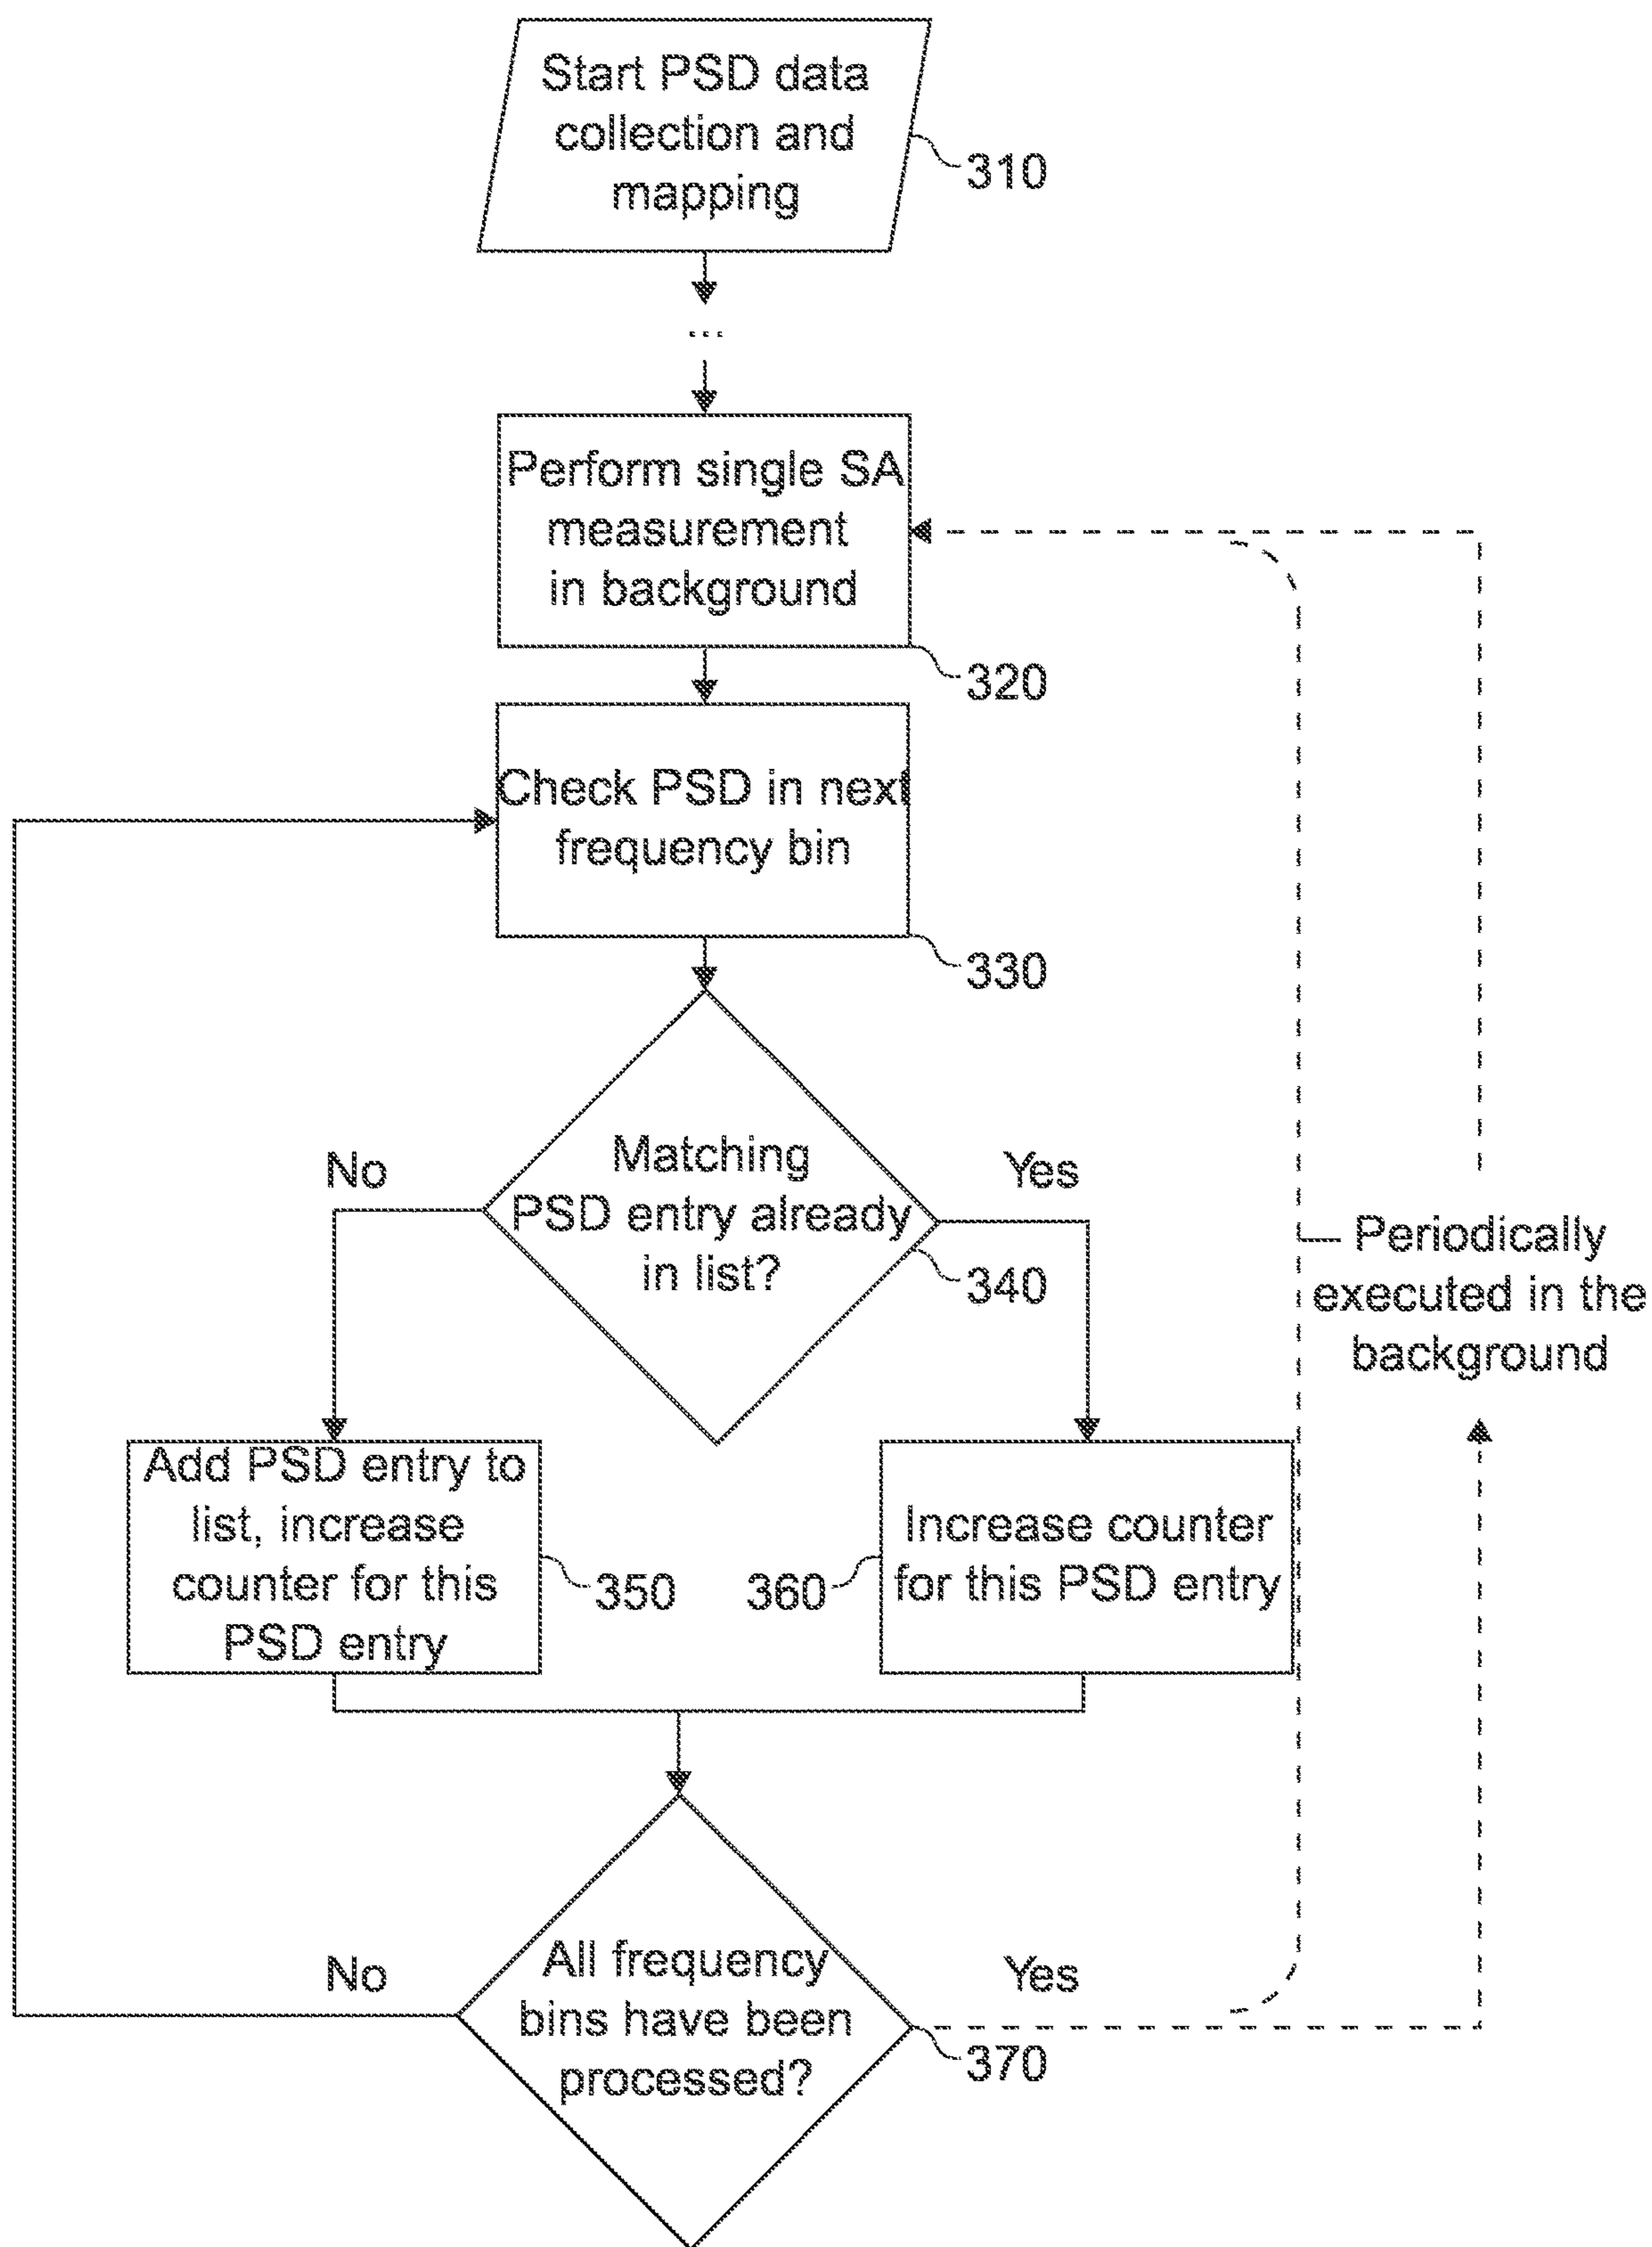 Start PSD data
collection and
mapping
310
...
Perform single SA
measurement
in background
320
Check PSD in next
frequency bin
330
No
Matching
PSD entry already
in list?
Yes
340
Periodically
executed in the
background
Add PSD entry to
list, increase
counter for this
PSD entry
350
360
Increase counter
for this PSD entry
No
All frequency
bins have been
processed?
Yes
370